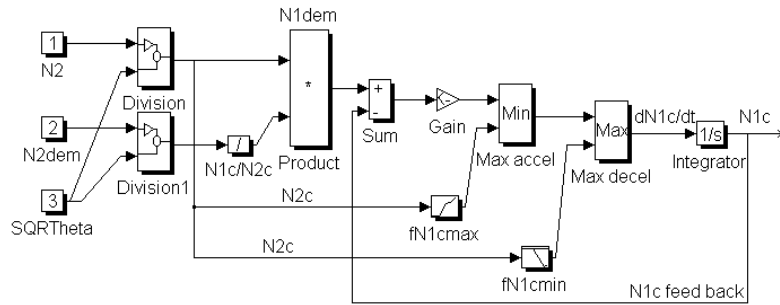 N1dem
1
N2
Division
2
N2dem
Division1
3
SQRTheta
/
N1c/N2c
*
Product
+
-
Sum
Gain
Min
Max accel
Max
Max decel
dN1c/dt
1/s
Integrator
N1c
N2c
fN1cmax
N2c
fN1cmin
N1c feed back